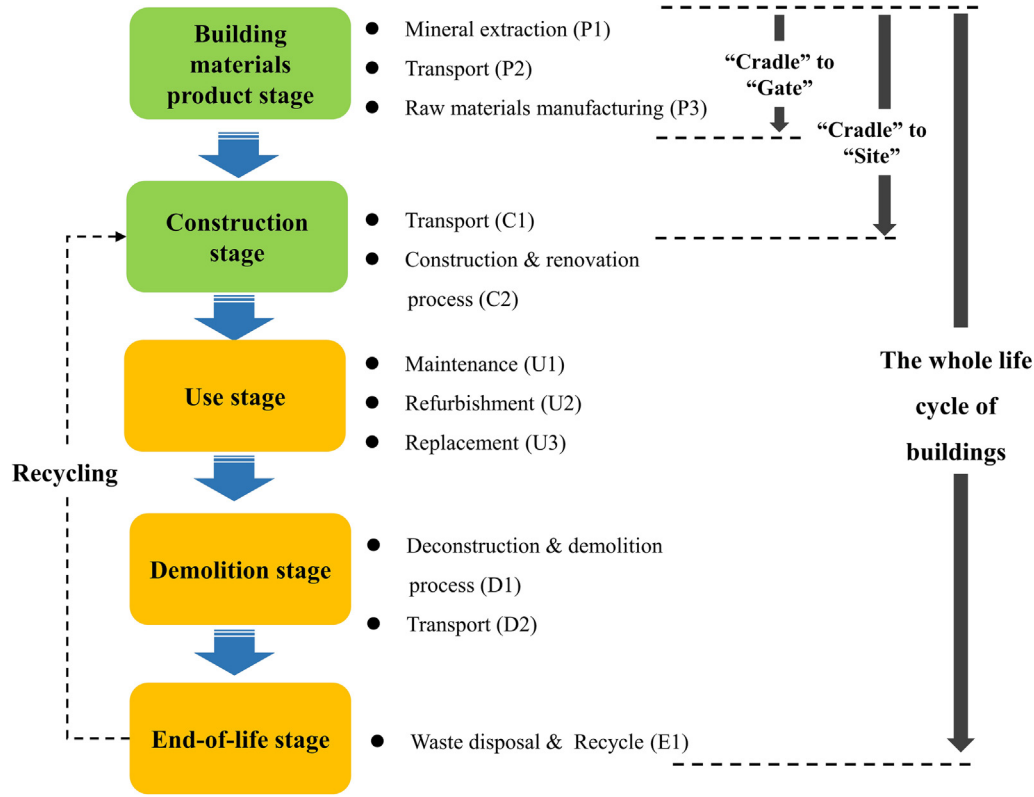 Building
materials
product stage
● Mineral extraction (P1)
● Transport (P2)
● Raw materials manufacturing (P3)
“Cradle” to
“Gate”
“Cradle” to
“Site”
Construction
stage
● Transport (C1)
● Construction & renovation
process (C2)
Use stage
● Maintenance (U1)
● Refurbishment (U2)
● Replacement (U3)
The whole life
cycle of
buildings
Recycling
Demolition stage
● Deconstruction & demolition
process (D1)
● Transport (D2)
End-of-life stage
● Waste disposal & Recycle (E1)